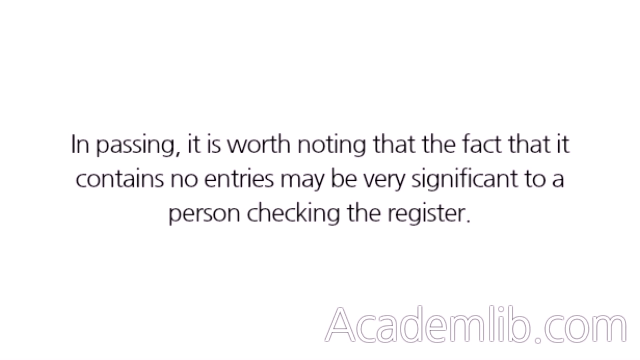 In passing, it is worth noting that the fact that it
contains no entries may be very significant to a
person checking the register.
Academlib.com